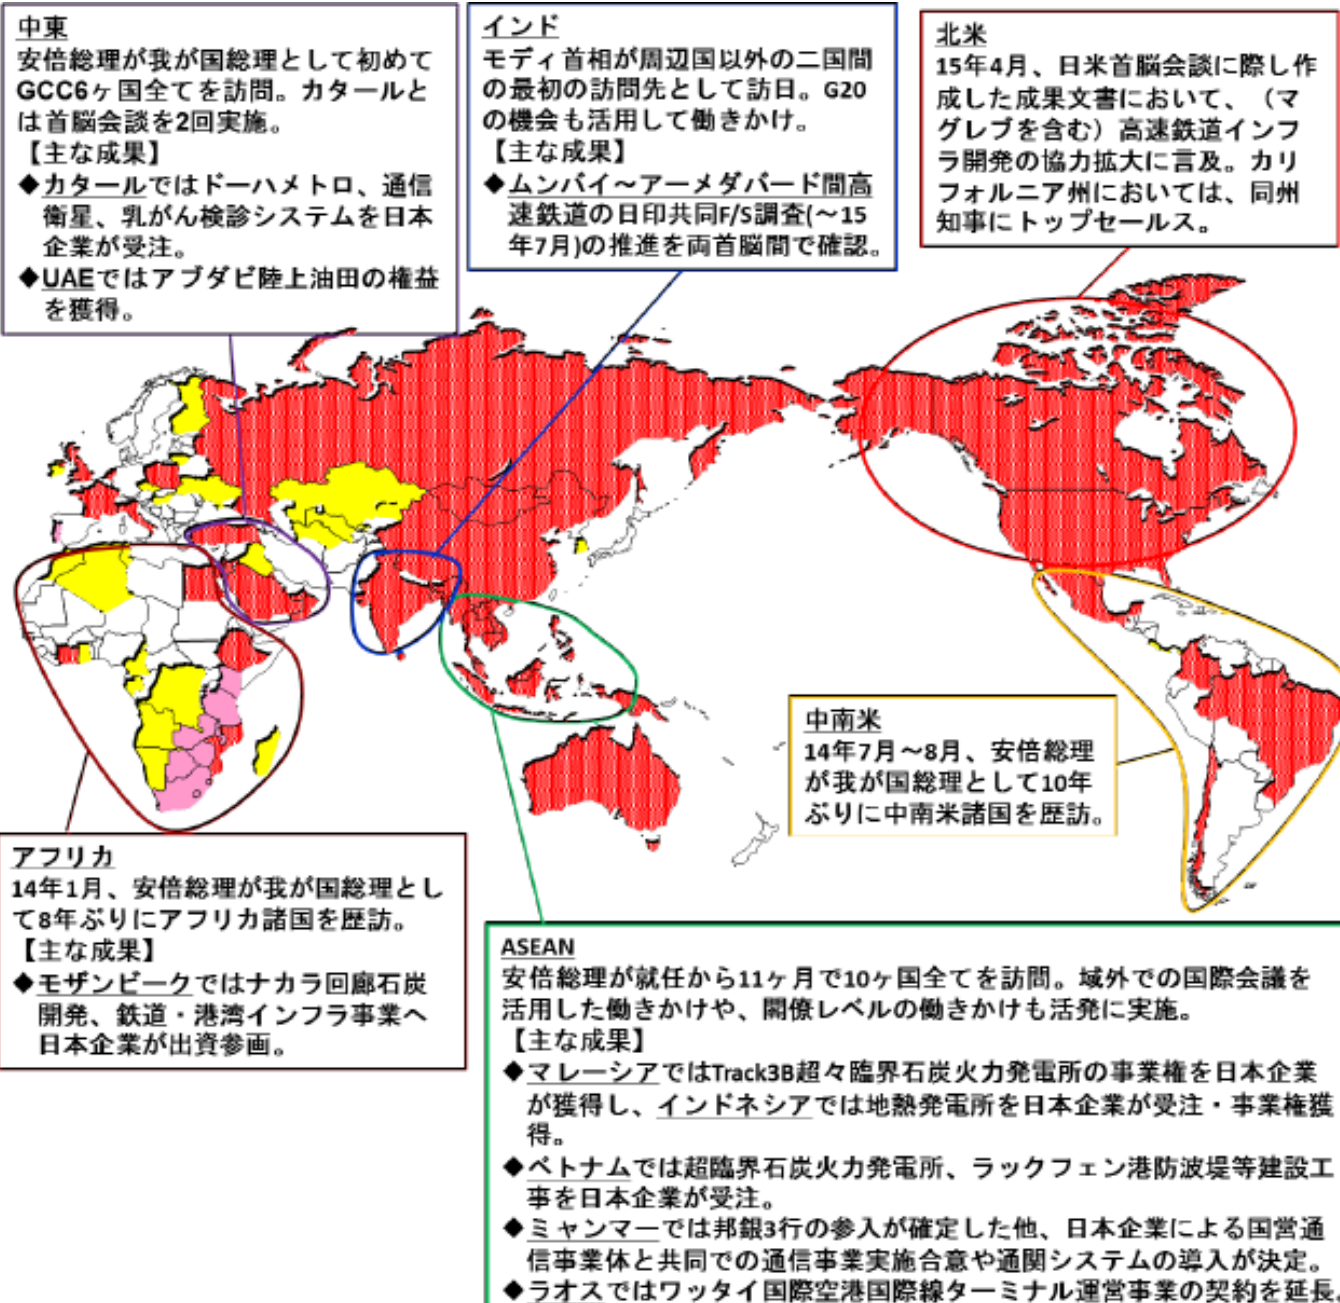 中東
安倍総理が我が国総理として初めて
GCC6ヶ国全てを訪問。カタールと
は首脳会談を2回実施。
【主な成果】
◆カタールではドーハメトロ、通信
衛星、乳がん検診システムを日本
企業が受注。
◆UAEではアブダビ陸上油田の権益
を獲得。
インド
モディ首相が周辺国以外の二国間
の最初の訪問先として訪日。G20
の機会も活用して働きかけ。
【主な成果】
◆ムンバイ～アーメダバード間高
速鉄道の日印共同F/S調査(～15
年7月)の推進を両首脳間で確認。
北米
15年4月、日米首脳会談に際し作
成した成果文書において、（マ
グレブを含む）高速鉄道インフ
ラ開発の協力拡大に言及。カリ
フォルニア州においては、同州
知事にトップセールス。
中南米
14年7月～8月、安倍総理
が我が国総理として10年
ぶりに中南米諸国を歴訪。
アフリカ
14年1月、安倍総理が我が国総理とし
て8年ぶりにアフリカ諸国を歴訪。
【主な成果】
◆モザンビークではナカラ回廊石炭
開発、鉄道・港湾インフラ事業へ
日本企業が出資参画。
ASEAN
安倍総理が就任から11ヶ月で10ヶ国全てを訪問。域外での国際会議を
活用した働きかけや、閣僚レベルの働きかけも活発に実施。
【主な成果】
◆マレーシアではTrack3B超々臨界石炭火力発電所の事業権を日本企業
が獲得し、インドネシアでは地熱発電所を日本企業が受注・事業権獲
得。
◆ベトナムでは超臨界石炭火力発電所、ラックフェン港防波堤等建設工
事を日本企業が受注。
◆ミャンマーでは邦銀3行の参入が確定した他、日本企業による国営通
信事業体と共同での通信事業実施合意や通関システムの導入が決定。
◆ラオスではワッタイ国際空港国際線ターミナル運営事業の契約を延長。